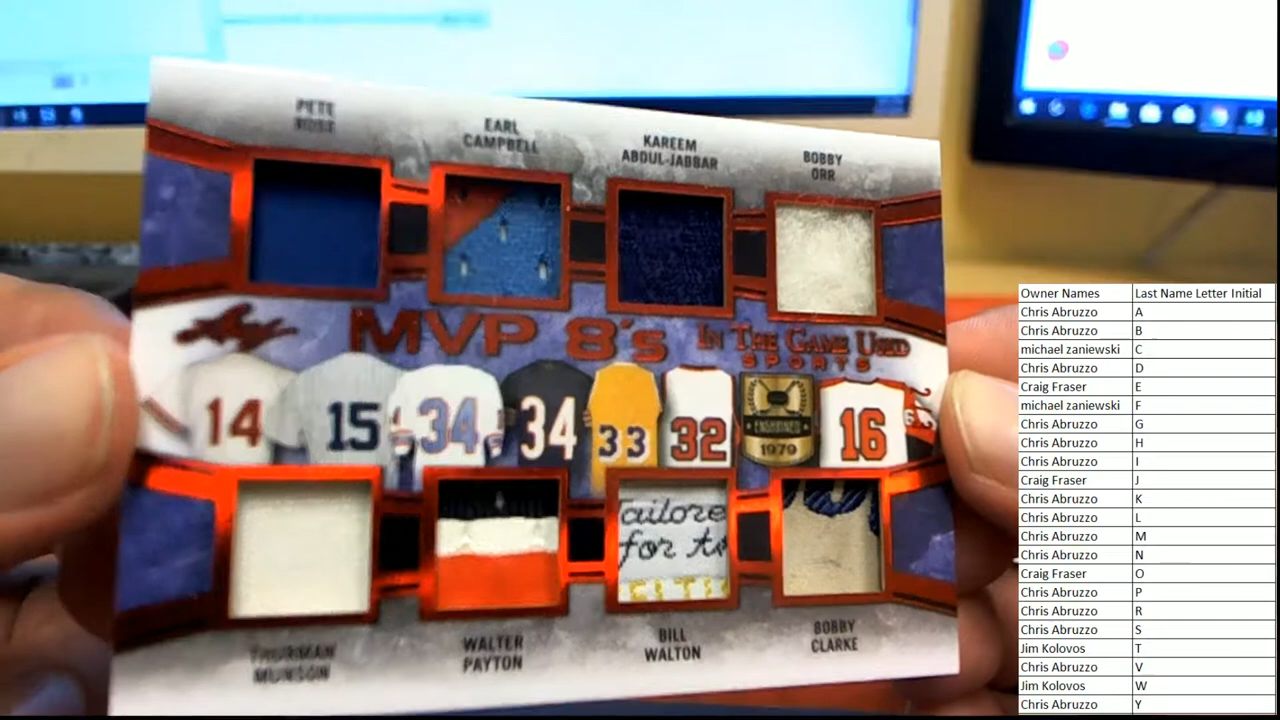 PETE
ROSE
EARL
CAMPBELL
KAREEM
ABDUL-JABBAR
BOBBY
ORR
Leaf
MVP 8's
IN THE GAME USED
SPORTS
14
15
34
34
33
32
ENSHRINED
1979
16
Tailore
for t
ELTIC
THURMAN
MUNSON
WALTER
PAYTON
BILL
WALTON
BOBBY
CLARKE
Owner Names Last Name Letter Initial
Chris Abruzzo A
Chris Abruzzo B
michael zaniewski C
Chris Abruzzo D
Craig Fraser E
michael zaniewski F
Chris Abruzzo G
Chris Abruzzo H
Chris Abruzzo I
Craig Fraser J
Chris Abruzzo K
Chris Abruzzo L
Chris Abruzzo M
Chris Abruzzo N
Craig Fraser O
Chris Abruzzo P
Chris Abruzzo R
Chris Abruzzo S
Jim Kolovos T
Chris Abruzzo V
Jim Kolovos W
Chris Abruzzo Y